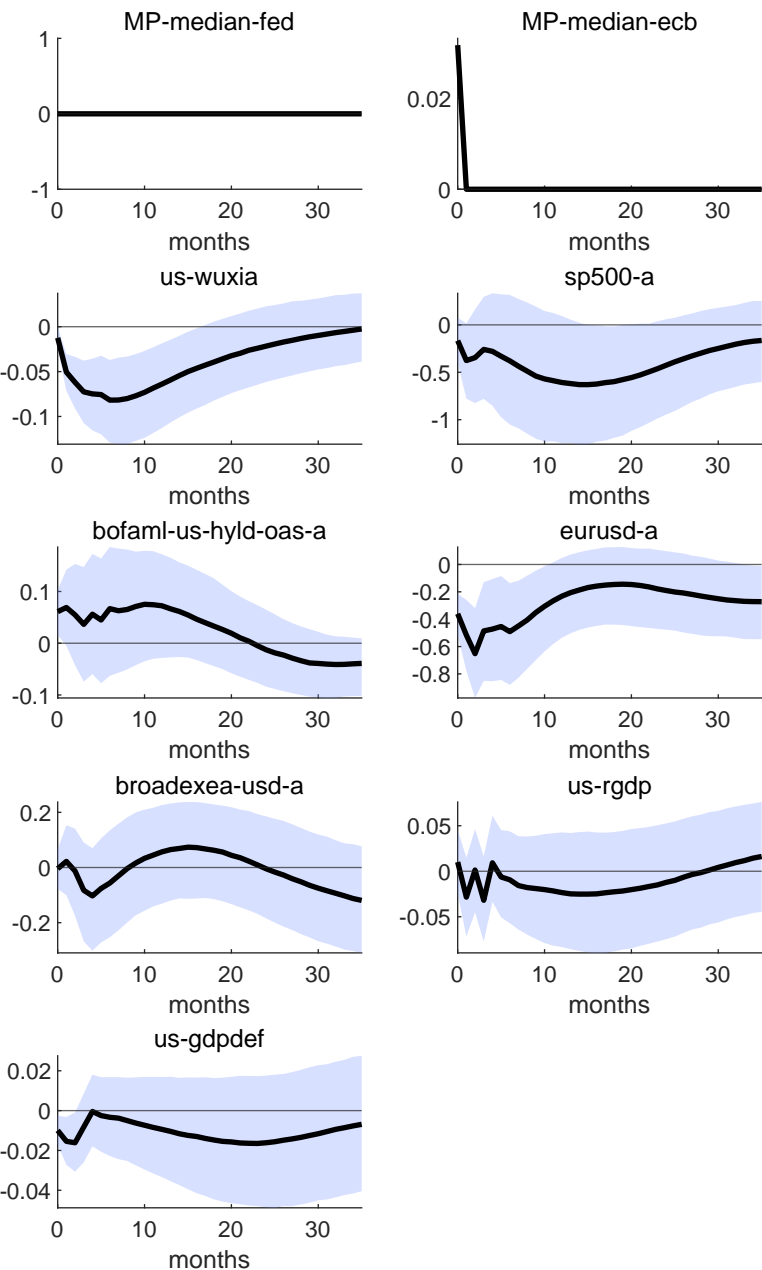 MP-median-fed
1
0
-1
0 10 20 30
months
MP-median-ecb
0.02
0
0 10 20 30
months
us-wuxia
0
-0.05
-0.1
0 10 20 30
months
sp500-a
0
-0.5
-1
0 10 20 30
months
bofaml-us-hyld-oas-a
0.1
0
-0.1
0 10 20 30
months
eurusd-a
0
-0.2
-0.4
-0.6
-0.8
0 10 20 30
months
broadexea-usd-a
0.2
0
-0.2
0 10 20 30
months
us-rgdp
0.05
0
-0.05
0 10 20 30
months
us-gdpdef
0.02
0
-0.02
-0.04
0 10 20 30
months